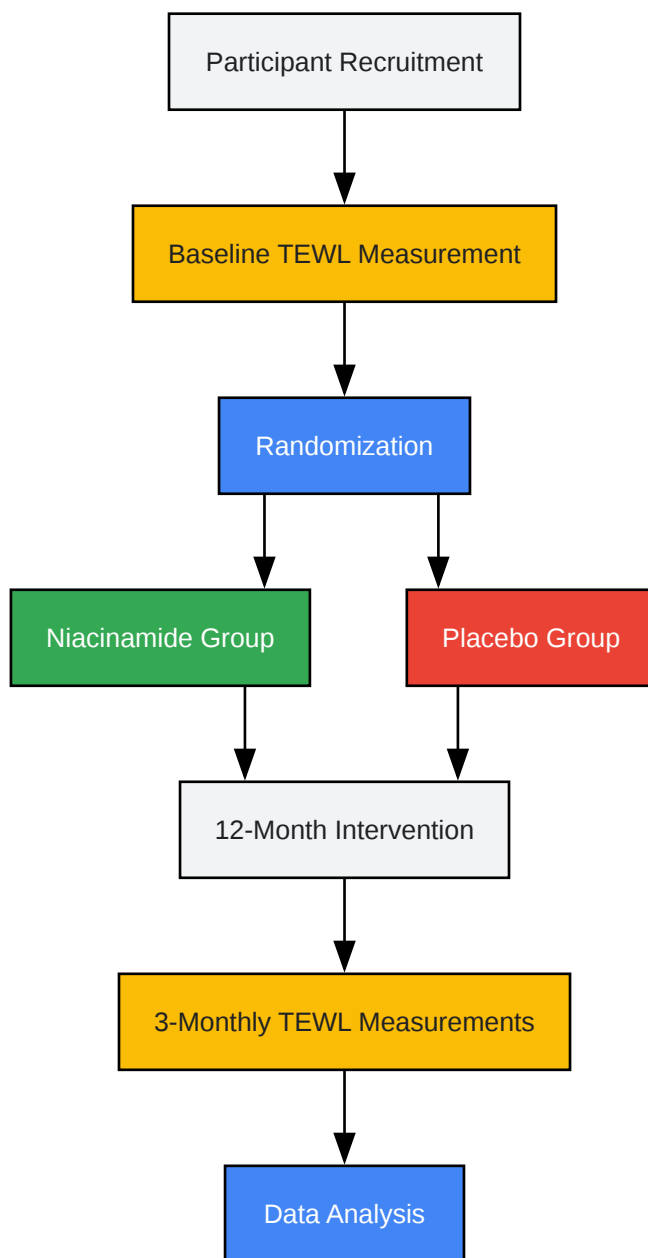 Participant Recruitment
Baseline TEWL Measurement
Randomization
Niacinamide Group
Placebo Group
12-Month Intervention
3-Monthly TEWL Measurements
Data Analysis